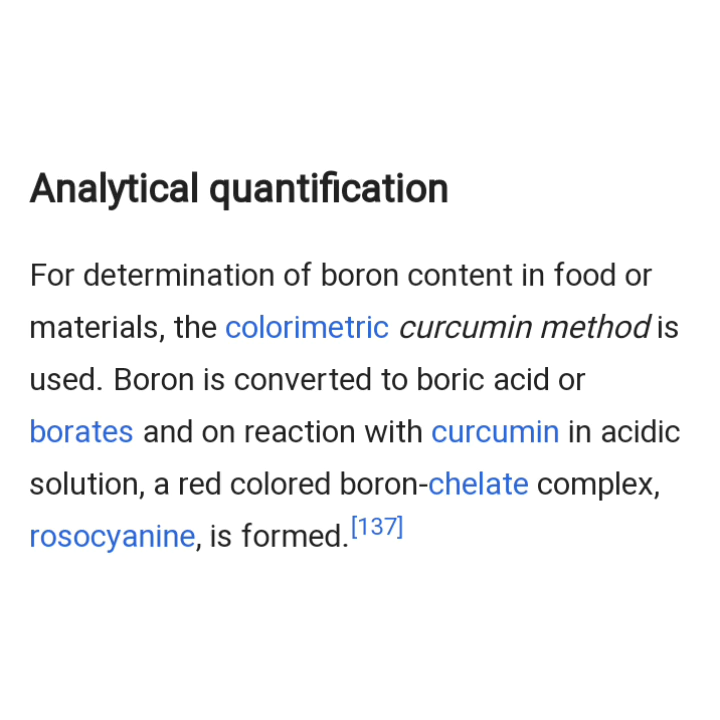 Analytical quantification
For determination of boron content in food or
materials, the colorimetric curcumin method is
used. Boron is converted to boric acid or
borates and on reaction with curcumin in acidic
solution, a red colored boron-chelate complex,
rosocyanine, is formed.[137]